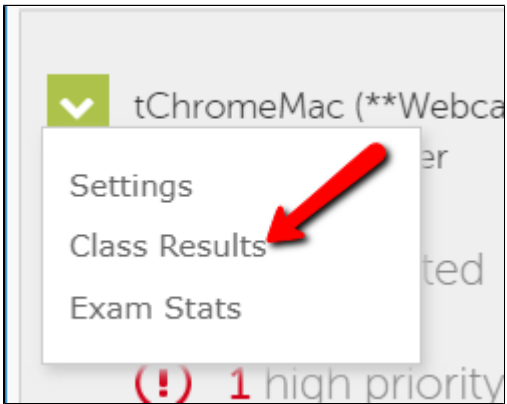 tChromeMac (**Webca
er
Settings
Class Results
ted
Exam Stats
(!) 1 high priority